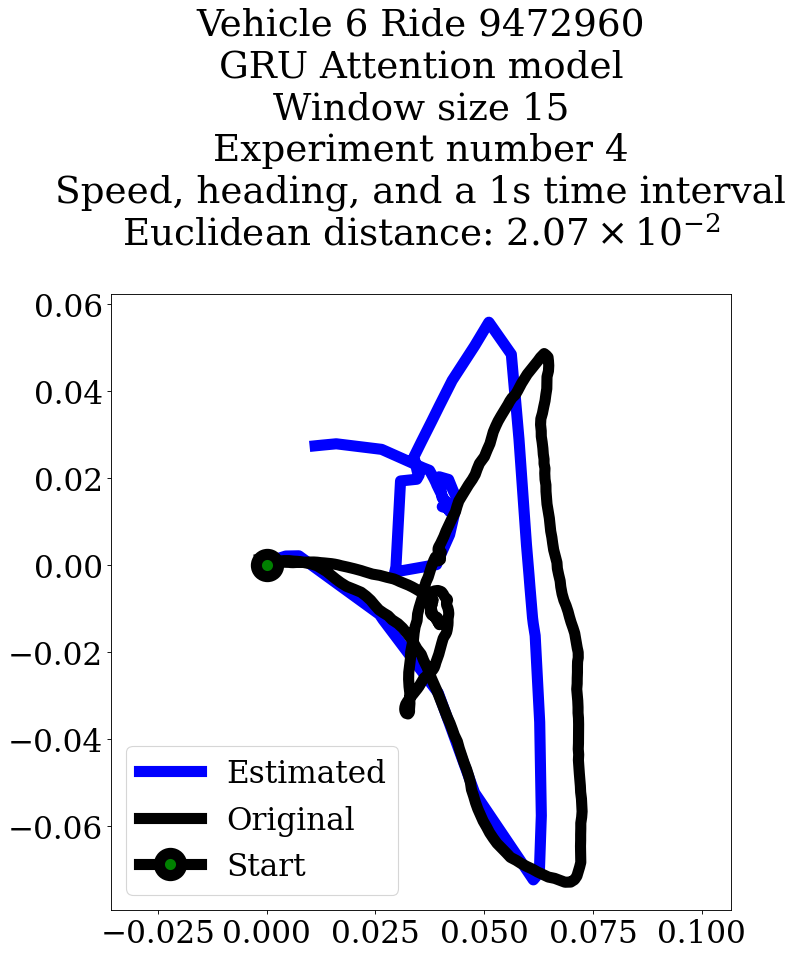 Vehicle 6 Ride 9472960
GRU Attention model
Window size 15
Experiment number 4
Speed, heading, and a 1s time interval
Euclidean distance: 2.07 × 10⁻²
0.06
0.04
0.02
0.00
−0.02
−0.04
−0.06
Estimated
Original
Start
−0.025 0.000 0.025 0.050 0.075 0.100